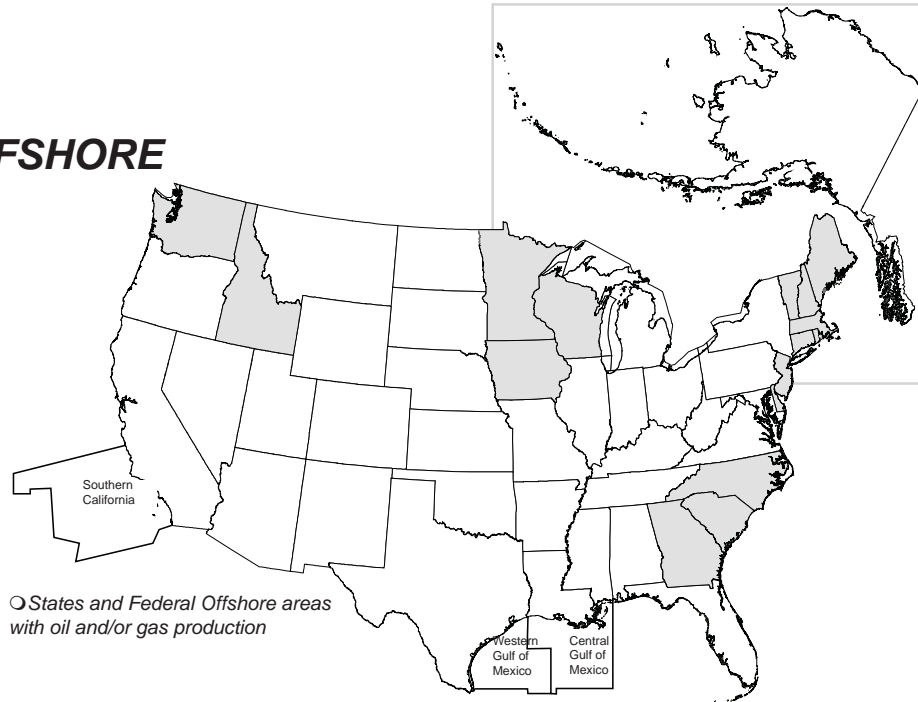 FSHORE
Southern
California
States and Federal Offshore areas
with oil and/or gas production
Western
Gulf of
Mexico
Central
Gulf of
Mexico